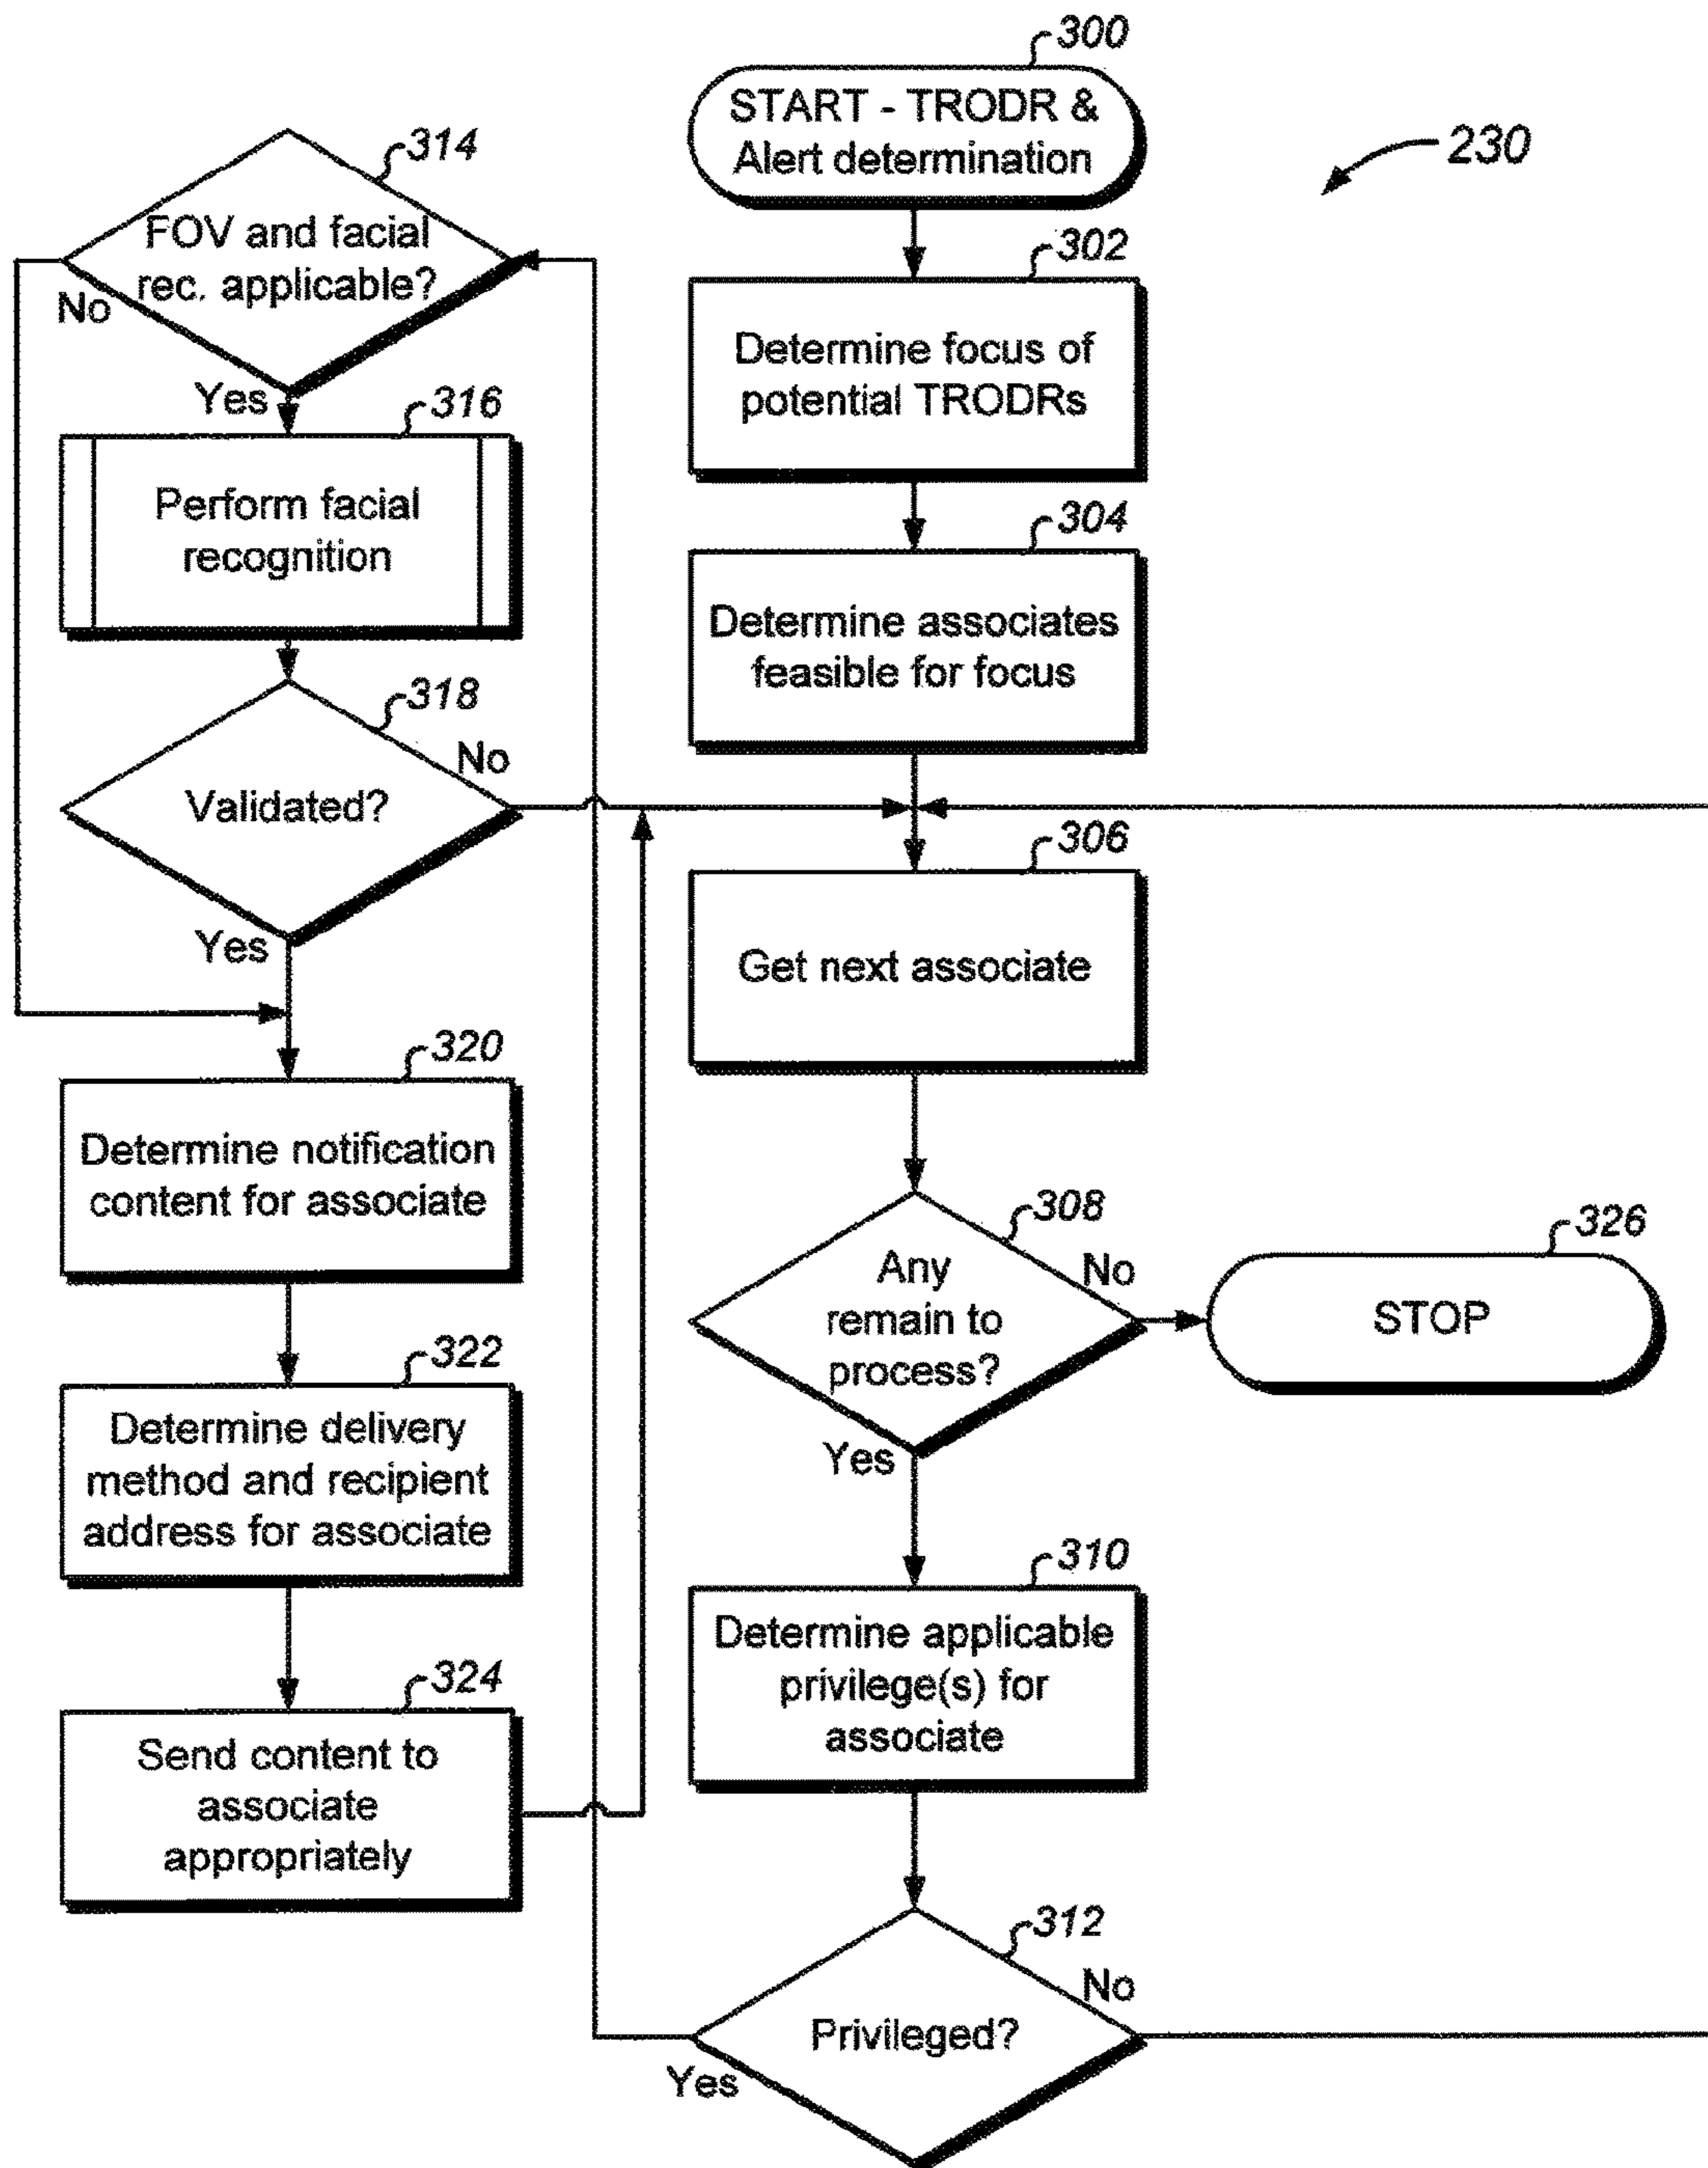 300
START - TRODR &
Alert determination
230
302
Determine focus of
potential TRODRs
304
Determine associates
feasible for focus
306
Get next associate
308
Any
remain to
process?
No
Yes
326
STOP
310
Determine applicable
privilege(s) for
associate
312
Privileged?
No
Yes
314
FOV and facial
rec. applicable?
No
Yes
316
Perform facial
recognition
318
Validated?
No
Yes
320
Determine notification
content for associate
322
Determine delivery
method and recipient
address for associate
324
Send content to
associate
appropriately